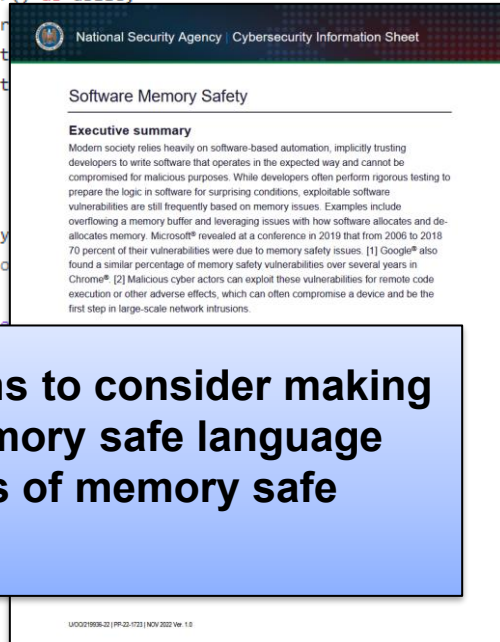 National Security Agency | Cybersecurity Information Sheet
Software Memory Safety
Executive summary
Modern society relies heavily on software-based automation, implicitly trusting
developers to write software that operates in the expected way and cannot be
compromised for malicious purposes. While developers often perform rigorous testing to
prepare the logic in software for surprising conditions, exploitable software
vulnerabilities are still frequently based on memory issues. Examples include
overflowing a memory buffer and leveraging issues with how software allocates and de-
allocates memory. Microsoft® revealed at a conference in 2019 that from 2006 to 2018
70 percent of their vulnerabilities were due to memory safety issues. [1] Google® also
found a similar percentage of memory safety vulnerabilities over several years in
Chrome®. [2] Malicious cyber actors can exploit these vulnerabilities for remote code
execution or other adverse effects, which can often compromise a device and be the
first step in large-scale network intrusions.
to consider making
safe language
of memory safe
U/OO/219936-22 | PP-22-1723 | NOV 2022 Ver. 1.0